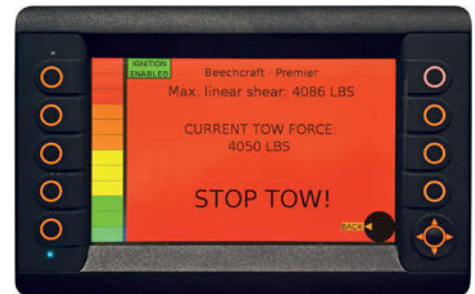 IGNITION
ENABLED
Beechcraft - Premier
Max. linear shear: 4086 LBS
CURRENT TOW FORCE:
4050 LBS
STOP TOW!
BACK